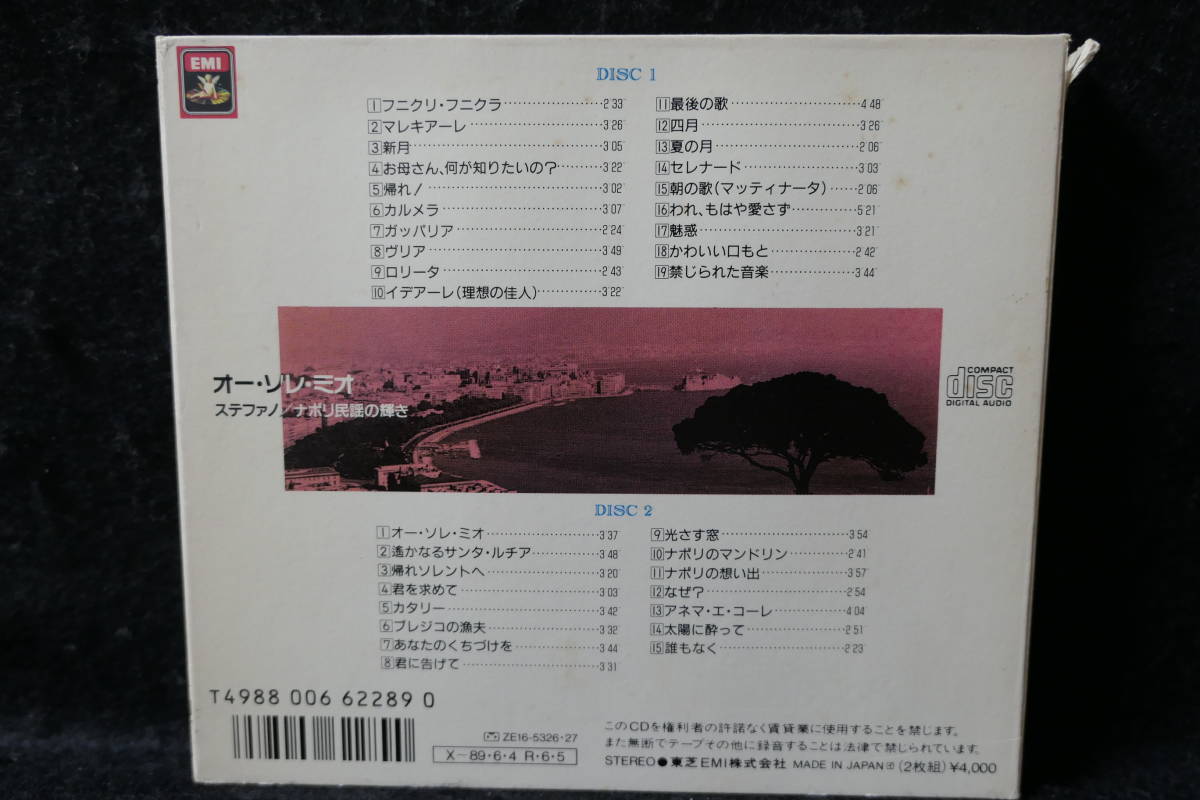 EMI
DISC 1
1 フニクリ・フニクラ 2 33
2 マレキアーレ 3 26
3 新月 3 05
4 お母さん、何が知りたいの? 3 22
5 帰れ! 3 02
6 カルメラ 3 07
7 ガッパリア 2 24
8 ヴリア 3 49
9 ロリータ 2 43
10 イデアーレ(理想の佳人) 3 22
11 最後の歌 4 48
12 四月 3 26
13 夏の月 2 06
14 セレナード 3 03
15 朝の歌(マッティナータ) 2 06
16 われ、もはや愛さず 5 21
17 魅惑 3 21
18 かわいい口もと 2 42
19 禁じられた音楽 3 44
オー・ソレ・ミオ
ステファノ/ナポリ民謡の輝き
COMPACT
disc
DIGITAL AUDIO
DISC 2
1 オー・ソレ・ミオ 3 37
2 遙かなるサンタ・ルチア 3 48
3 帰れソレントへ 3 20
4 君を求めて 3 03
5 カタリー 3 42
6 プレジコの漁夫 3 32
7 あなたのくちづけを 3 44
8 君に告げて 3 31
9 光さす窓 3 54
10 ナポリのマンドリン 2 41
11 ナポリの想い出 3 57
12 なぜ? 2 54
13 アネマ・エ・コーレ 4 04
14 太陽に酔って 2 51
15 誰もなく 2 23
T4988 006 62289 0
ZE16-5326・27
X-89・6・4 R・6・5
このCDを権利者の許諾なく賃貸業に使用することを禁じます。
また無断でテープその他に録音することは法律で禁じられています。
STEREO●東芝EMI株式会社 MADE IN JAPAN (2枚組)¥4,000